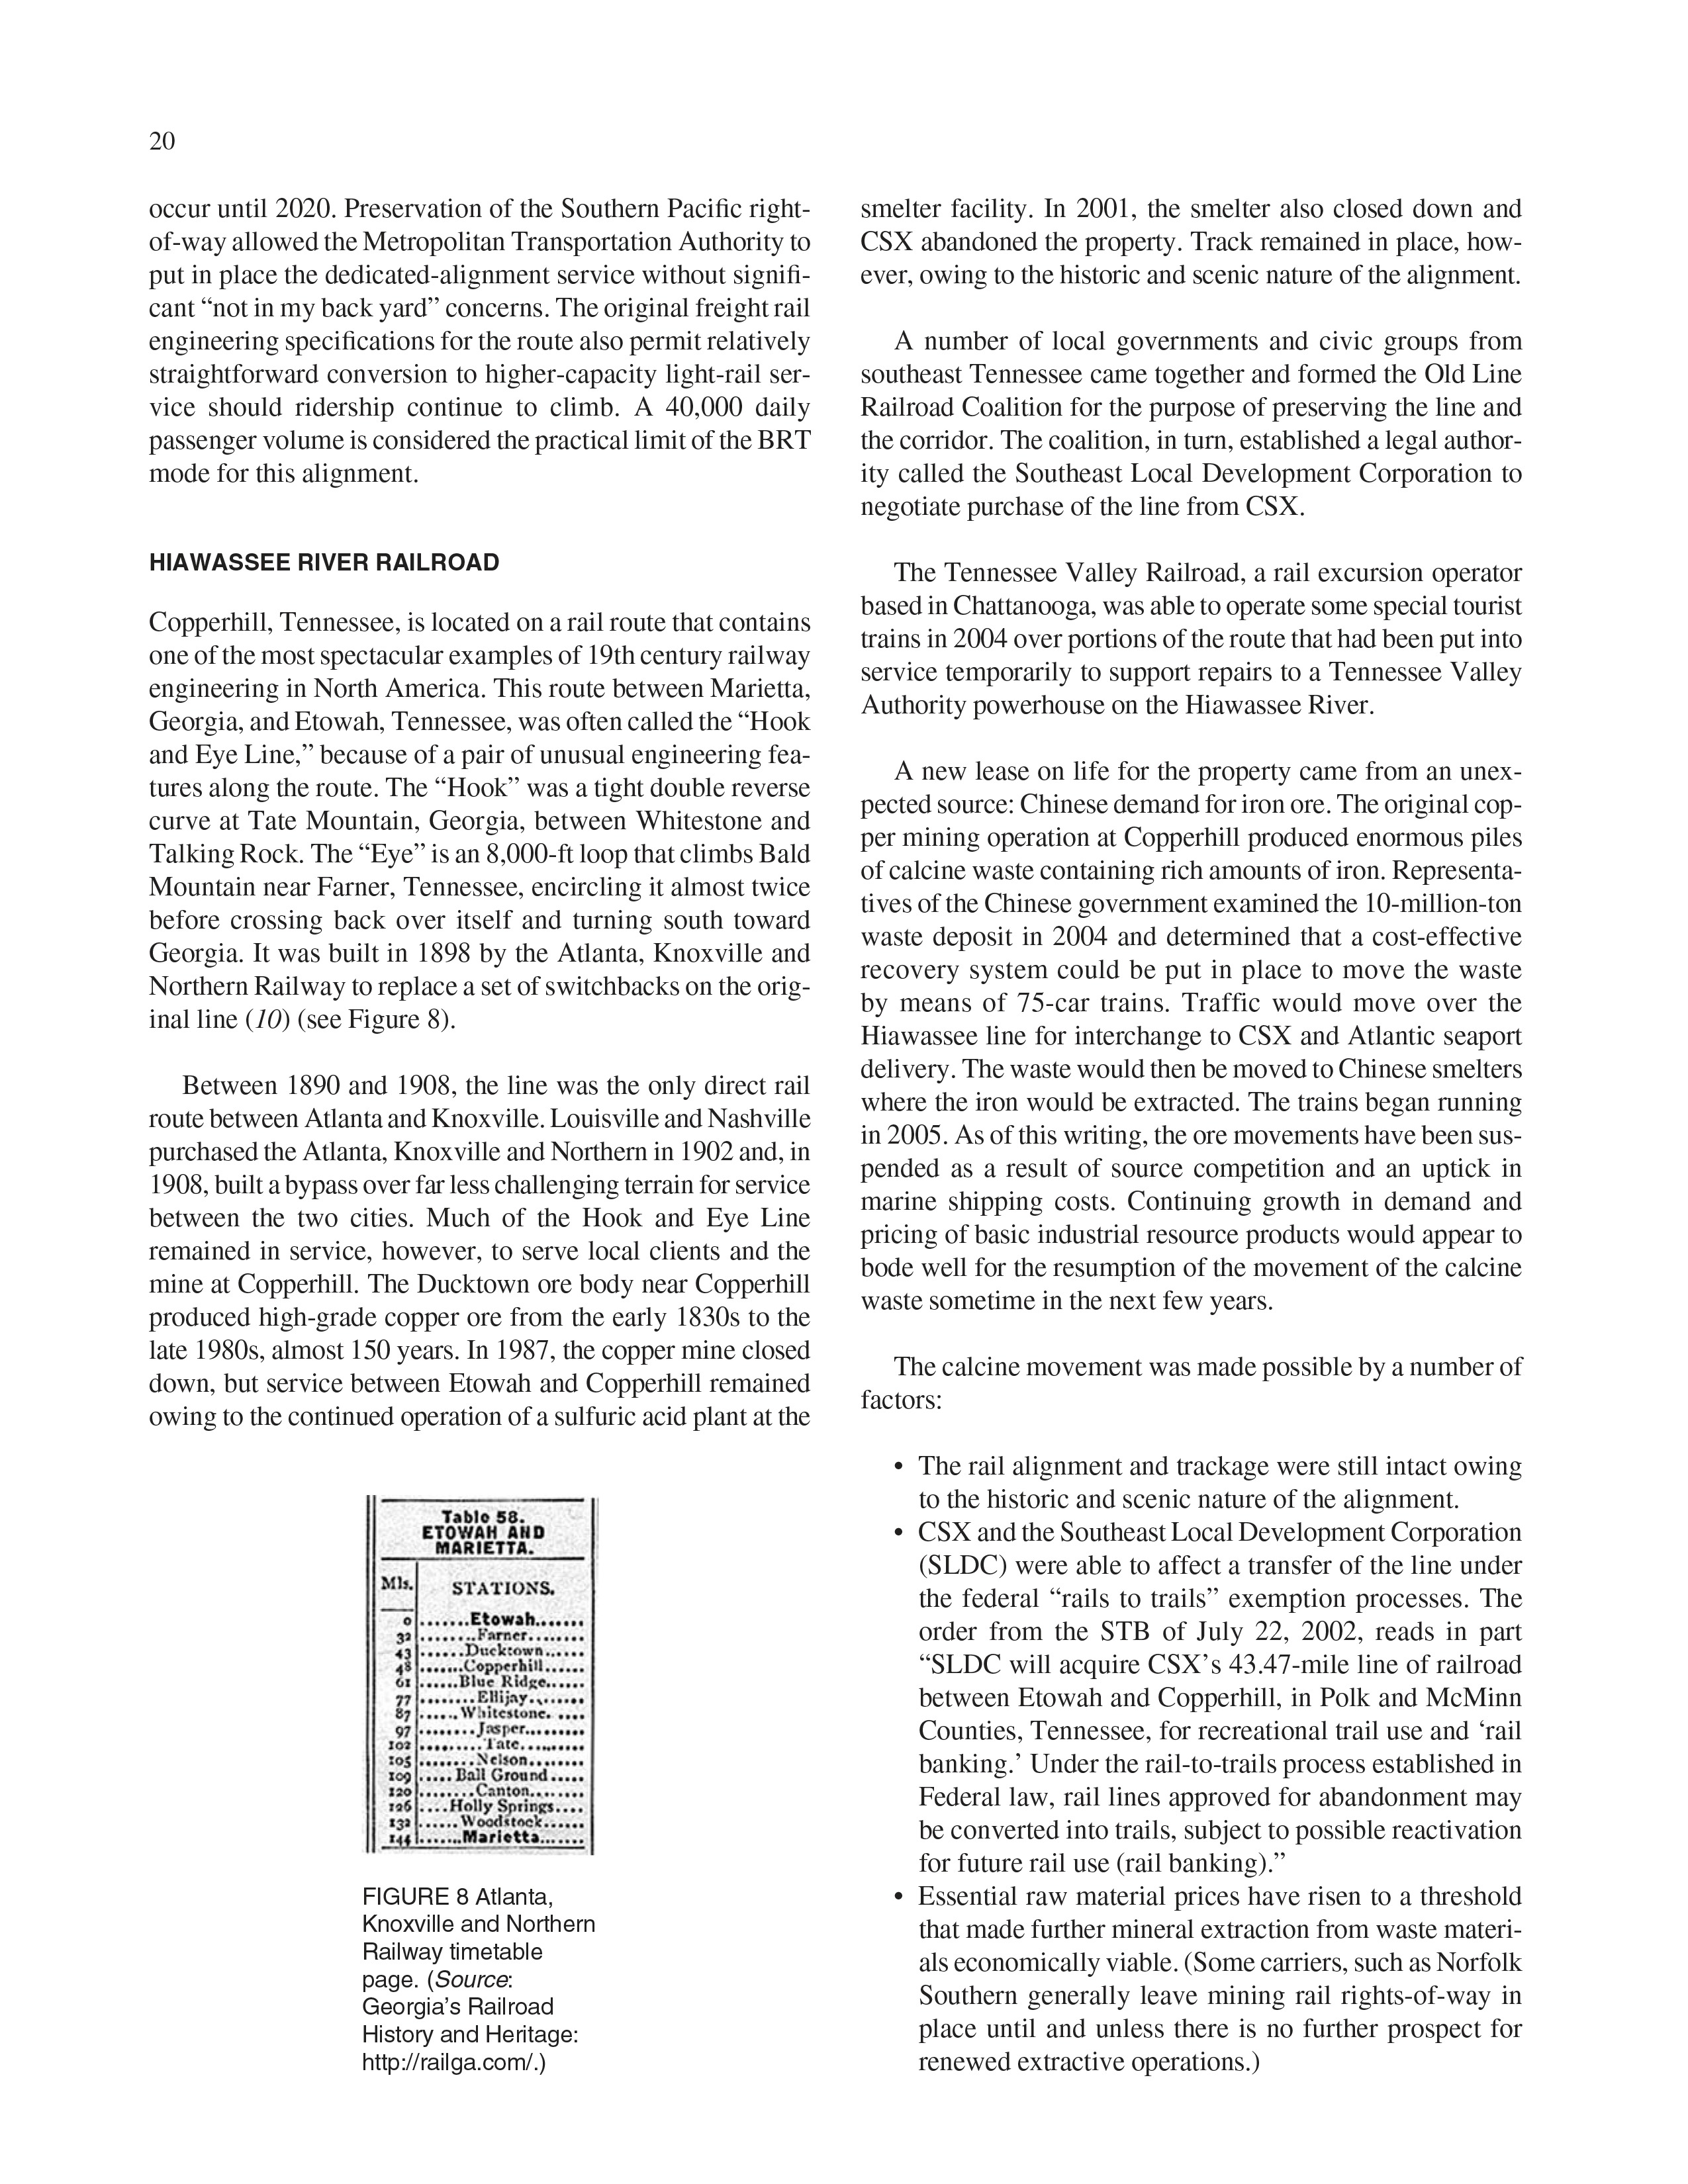 20
occur until 2020. Preservation of the Southern Pacific right-
of-way allowed the Metropolitan Transportation Authority to
put in place the dedicated-alignment service without signifi-
cant “not in my back yard” concerns. The original freight rail
engineering specifications for the route also permit relatively
straightforward conversion to higher-capacity light-rail ser-
vice should ridership continue to climb. A 40,000 daily
passenger volume is considered the practical limit of the BRT
mode for this alignment.
HIAWASSEE RIVER RAILROAD
Copperhill, Tennessee, is located on a rail route that contains
one of the most spectacular examples of 19th century railway
engineering in North America. This route between Marietta,
Georgia, and Etowah, Tennessee, was often called the “Hook
and Eye Line,” because of a pair of unusual engineering fea-
tures along the route. The “Hook” was a tight double reverse
curve at Tate Mountain, Georgia, between Whitestone and
Talking Rock. The “Eye” is an 8,000-ft loop that climbs Bald
Mountain near Farner, Tennessee, encircling it almost twice
before crossing back over itself and turning south toward
Georgia. It was built in 1898 by the Atlanta, Knoxville and
Northern Railway to replace a set of switchbacks on the orig-
inal line (10) (see Figure 8).
Between 1890 and 1908, the line was the only direct rail
route between Atlanta and Knoxville. Louisville and Nashville
purchased the Atlanta, Knoxville and Northern in 1902 and, in
1908, built a bypass over far less challenging terrain for service
between the two cities. Much of the Hook and Eye Line
remained in service, however, to serve local clients and the
mine at Copperhill. The Ducktown ore body near Copperhill
produced high-grade copper ore from the early 1830s to the
late 1980s, almost 150 years. In 1987, the copper mine closed
down, but service between Etowah and Copperhill remained
owing to the continued operation of a sulfuric acid plant at the
Table 58.
ETOWAH AND
MARIETTA.
Mls. STATIONS.
0 .......Etowah.......
32 ........Farner........
43 ......Ducktown......
48 .......Copperhill......
61 ......Blue Ridge......
77 ........Ellijay........
87 ......Whitestone. ....
97 ........Jasper.........
102 .........Tate..........
105 ........Nelson........
109 ..... Ball Ground .....
120 ........Canton........
126 ....Holly Springs....
132 ......Woodstock......
144 .......Marietta.......
FIGURE 8 Atlanta,
Knoxville and Northern
Railway timetable
page. (Source:
Georgia’s Railroad
History and Heritage:
http://railga.com/.)
smelter facility. In 2001, the smelter also closed down and
CSX abandoned the property. Track remained in place, how-
ever, owing to the historic and scenic nature of the alignment.
A number of local governments and civic groups from
southeast Tennessee came together and formed the Old Line
Railroad Coalition for the purpose of preserving the line and
the corridor. The coalition, in turn, established a legal author-
ity called the Southeast Local Development Corporation to
negotiate purchase of the line from CSX.
The Tennessee Valley Railroad, a rail excursion operator
based in Chattanooga, was able to operate some special tourist
trains in 2004 over portions of the route that had been put into
service temporarily to support repairs to a Tennessee Valley
Authority powerhouse on the Hiawassee River.
A new lease on life for the property came from an unex-
pected source: Chinese demand for iron ore. The original cop-
per mining operation at Copperhill produced enormous piles
of calcine waste containing rich amounts of iron. Representa-
tives of the Chinese government examined the 10-million-ton
waste deposit in 2004 and determined that a cost-effective
recovery system could be put in place to move the waste
by means of 75-car trains. Traffic would move over the
Hiawassee line for interchange to CSX and Atlantic seaport
delivery. The waste would then be moved to Chinese smelters
where the iron would be extracted. The trains began running
in 2005. As of this writing, the ore movements have been sus-
pended as a result of source competition and an uptick in
marine shipping costs. Continuing growth in demand and
pricing of basic industrial resource products would appear to
bode well for the resumption of the movement of the calcine
waste sometime in the next few years.
The calcine movement was made possible by a number of
factors:
• The rail alignment and trackage were still intact owing
to the historic and scenic nature of the alignment.
• CSX and the Southeast Local Development Corporation
(SLDC) were able to affect a transfer of the line under
the federal “rails to trails” exemption processes. The
order from the STB of July 22, 2002, reads in part
“SLDC will acquire CSX’s 43.47-mile line of railroad
between Etowah and Copperhill, in Polk and McMinn
Counties, Tennessee, for recreational trail use and ‘rail
banking.’ Under the rail-to-trails process established in
Federal law, rail lines approved for abandonment may
be converted into trails, subject to possible reactivation
for future rail use (rail banking).”
• Essential raw material prices have risen to a threshold
that made further mineral extraction from waste materi-
als economically viable. (Some carriers, such as Norfolk
Southern generally leave mining rail rights-of-way in
place until and unless there is no further prospect for
renewed extractive operations.)